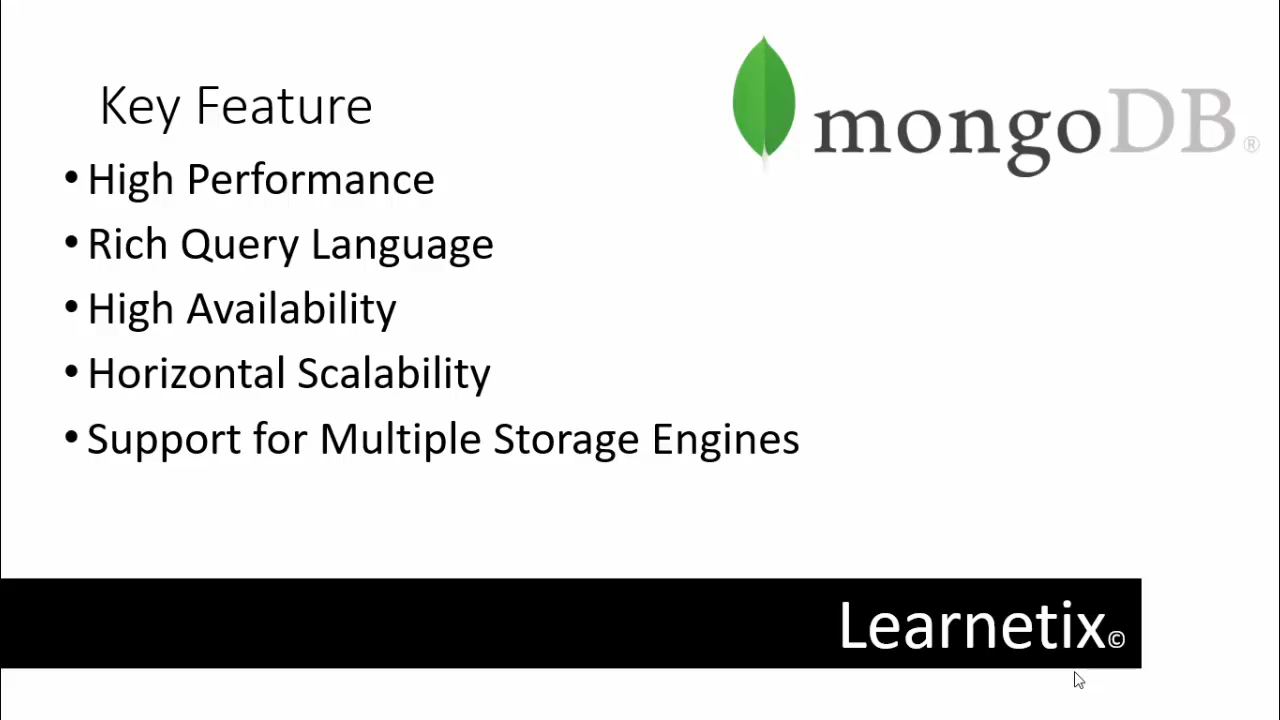 Key Feature
mongoDB®
• High Performance
• Rich Query Language
• High Availability
• Horizontal Scalability
• Support for Multiple Storage Engines
Learnetix©